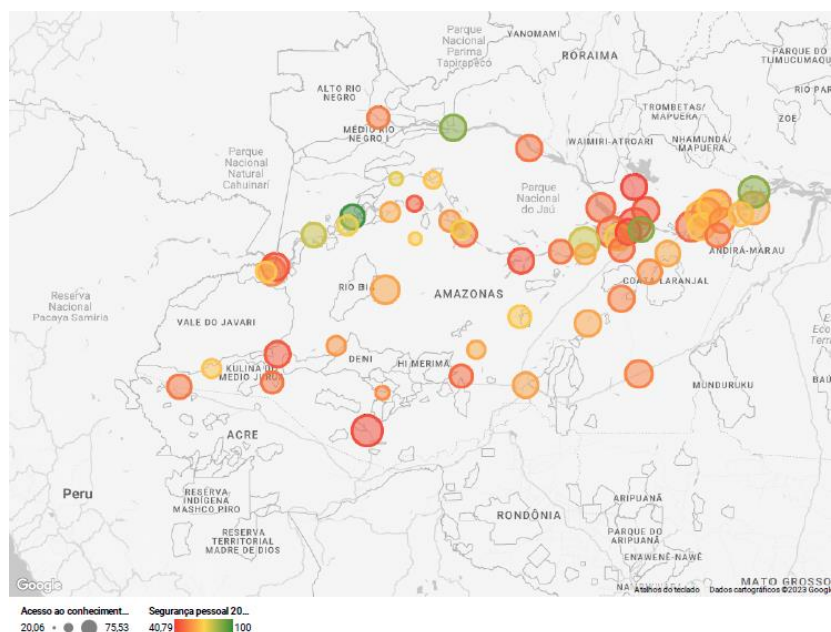 YANOMAMI
Parque
Nacional
Parima
Tapirapecó
RORAIMA
PARQUE DO
TUMUCUMAQU
ALTO RIO
NEGRO
TROMBETAS/
MAPUERA
RIO PAR
MÉDIO RIO
NEGRO I
WAIMIRI-ATROARI
NHAMUNDÁ/
MAPUERA
ZOE
Parque
Nacional
Natural
Cahuinarí
Parque
Nacional
do Jaú
ANDIRÁ-MARAU
COATÁ-LARANJAL
Reserva
Nacional
Pacaya Samiria
RIO BI
AMAZONAS
VALE DO JAVARI
DENI
HI MERIMÃ
KULINA DO
MÉDIO JURU
MUNDURUKU
BAÚ
ACRE
Peru
RESERVA
INDÍGENA
MASHCO PIRO
RONDÔNIA
ARIPUANÃ
RESERVA
TERRITORIAL
MADRE DE DIOS
PARQUE DO
ARIPUANÃ
ENAWENÊ-NAWÊ
MATO GROSSO
Google
Atalhos do teclado Dados cartográficos ©2023 Google
Acesso ao conheciment... Segurança pessoal 20...
20,06 75,53 40,79 100